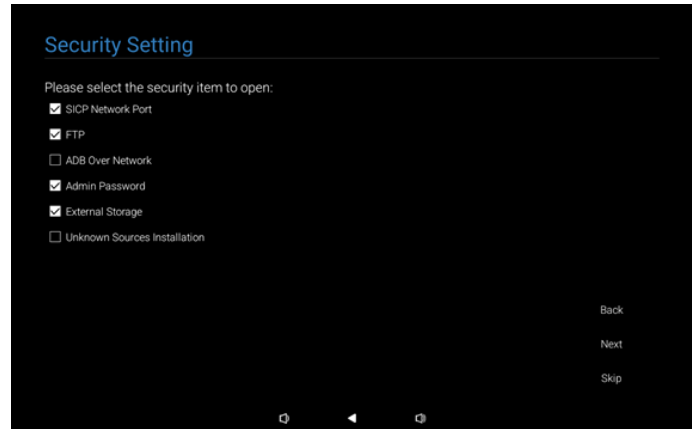 Security Setting
Please select the security item to open:
SICP Network Port
FTP
ADB Over Network
Admin Password
External Storage
Unknown Sources Installation
Back
Next
Skip